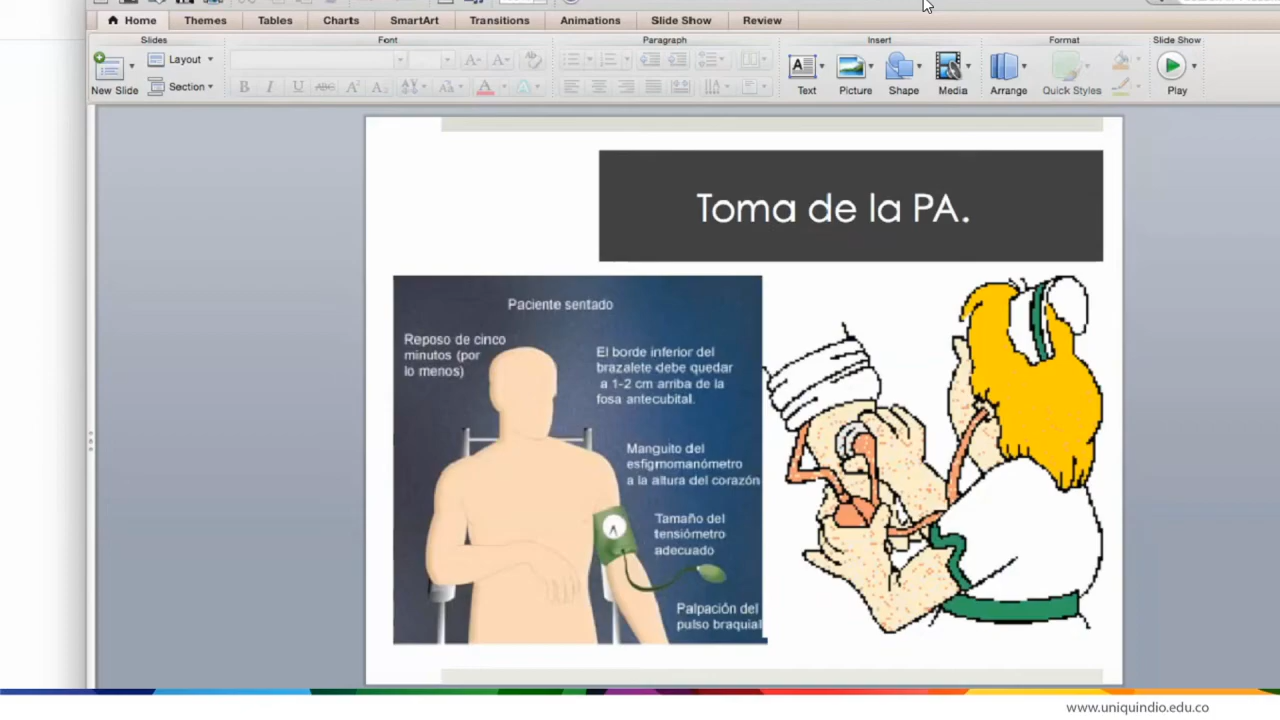 Home Themes Tables Charts SmartArt Transitions Animations Slide Show Review
Slides Font Paragraph Insert Format Slide Show
Layout
Section
New Slide
B I U ABC A² A₂
Text Picture Shape Media Arrange Quick Styles Play
Toma de la PA.
Paciente sentado
Reposo de cinco
minutos (por
lo menos)
El borde inferior del
brazalete debe quedar
a 1-2 cm arriba de la
fosa antecubital.
Manguito del
esfigmomanómetro
a la altura del corazón
Tamaño del
tensiómetro
adecuado
Palpación del
pulso braquial
www.uniquindio.edu.co